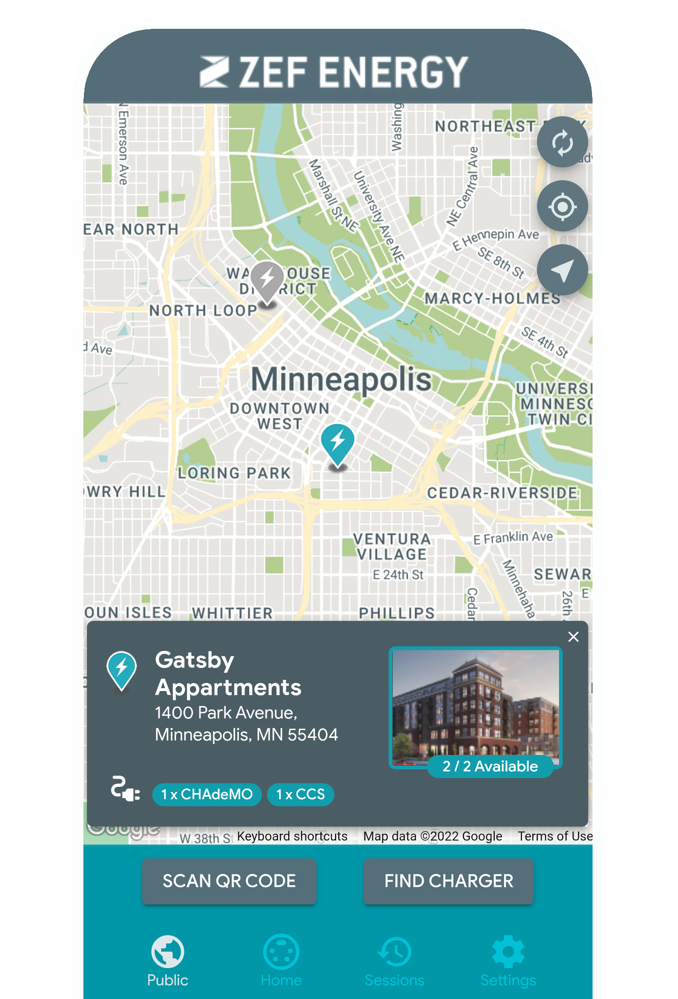 ZEF ENERGY
N Emerson Ave
Washing
NORTHEAST
Marshall St NE
University Ave NE
NE Central Ave
EAR NORTH
E Hennepin Ave
SE 8th St
WA OUSE
D RICT
MARCY-HOLMES
NORTH LOOP
SE 4th St
d Ave
Minneapolis
UNIVERSI
MINNESO
TWIN CI
DOWNTOWN
WEST
LORING PARK
OWRY HILL
CEDAR-RIVERSIDE
VENTURA
VILLAGE
E Franklin Ave
E 24th St
Minnehaha
SEWAR
E
26th
Cedar
OUN ISLES
WHITTIER
PHILLIPS
Gatsby
Appartments
1400 Park Avenue,
Minneapolis, MN 55404
2 / 2 Available
1 x CHAdeMO
1 x CCS
Google
W 38th St
Keyboard shortcuts
Map data ©2022 Google
Terms of Use
SCAN QR CODE
FIND CHARGER
Public
Home
Sessions
Settings